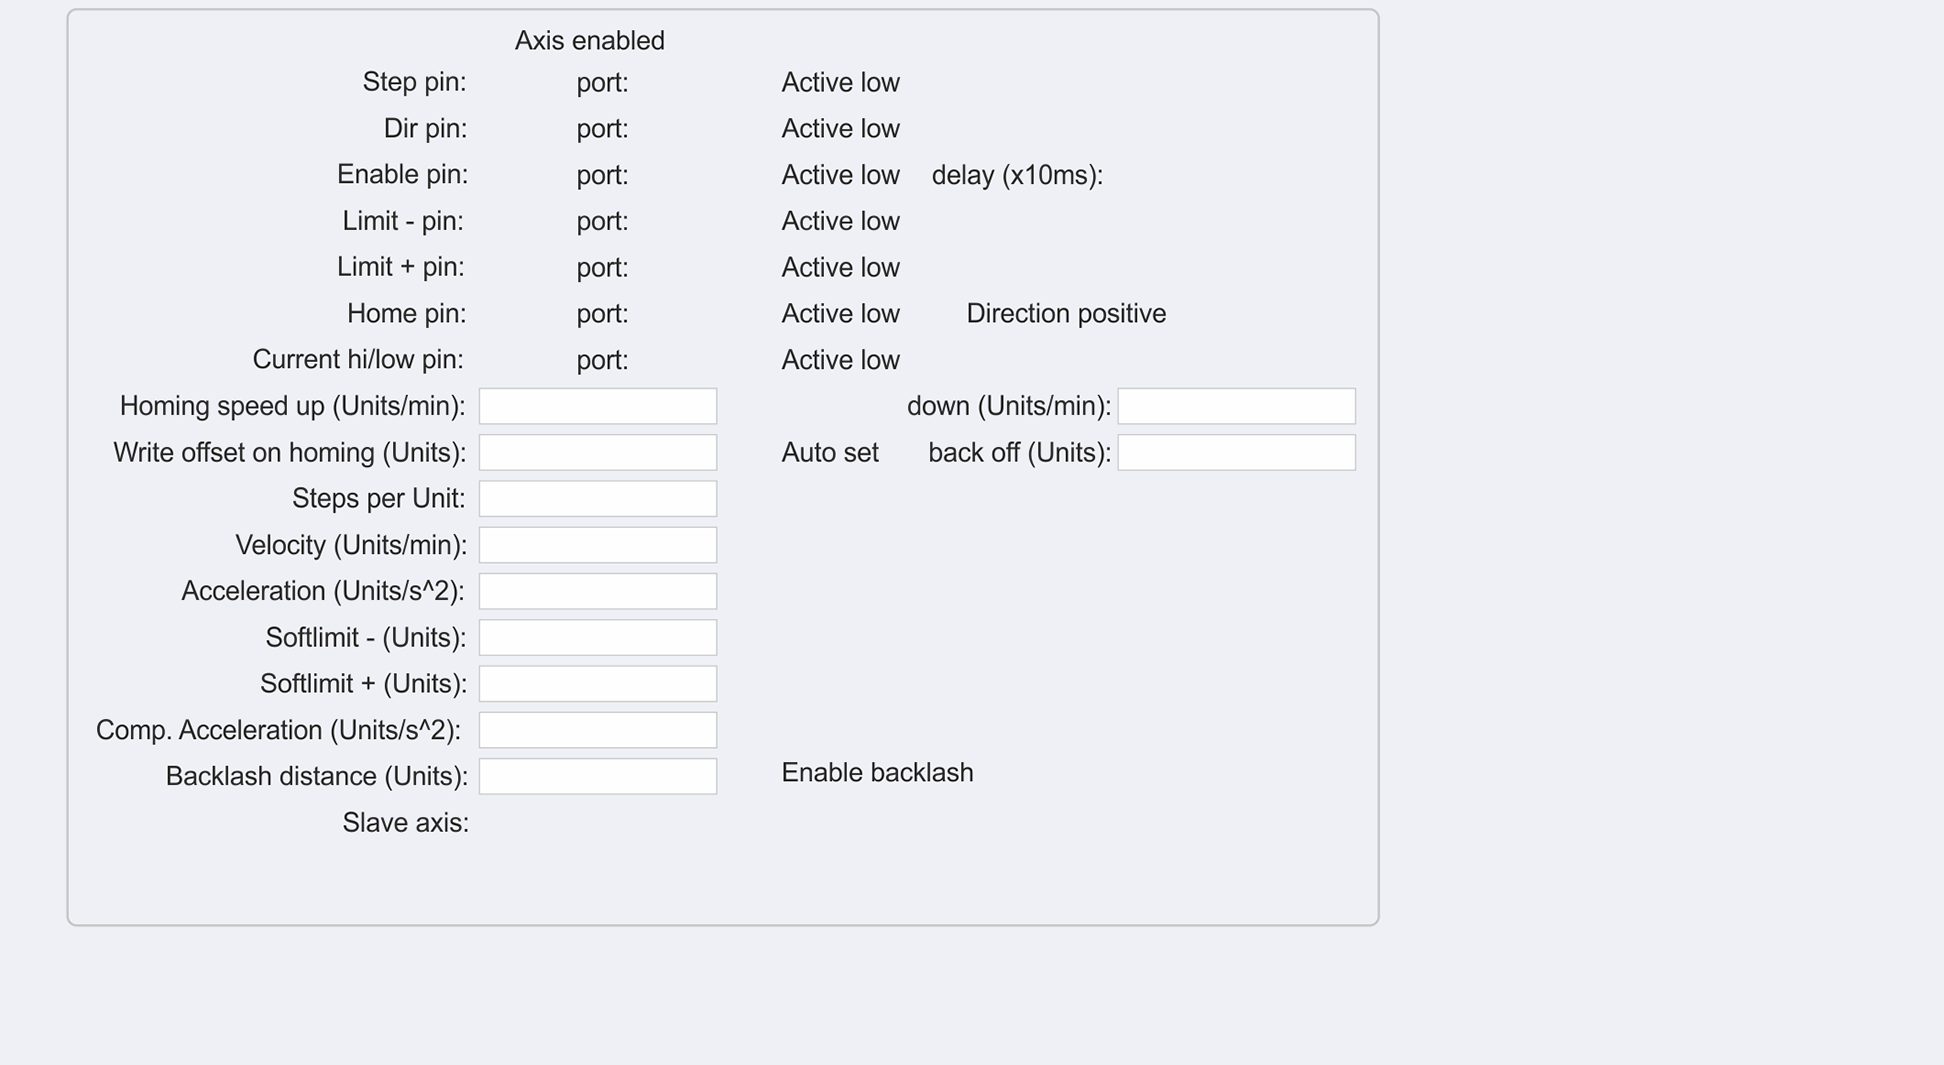 Axis enabled
Step pin: port: Active low
Dir pin: port: Active low
Enable pin: port: Active low delay (x10ms):
Limit - pin: port: Active low
Limit + pin: port: Active low
Home pin: port: Active low Direction positive
Current hi/low pin: port: Active low
Homing speed up (Units/min): down (Units/min):
Write offset on homing (Units): Auto set back off (Units):
Steps per Unit:
Velocity (Units/min):
Acceleration (Units/s^2):
Softlimit - (Units):
Softlimit + (Units):
Comp. Acceleration (Units/s^2):
Backlash distance (Units): Enable backlash
Slave axis: